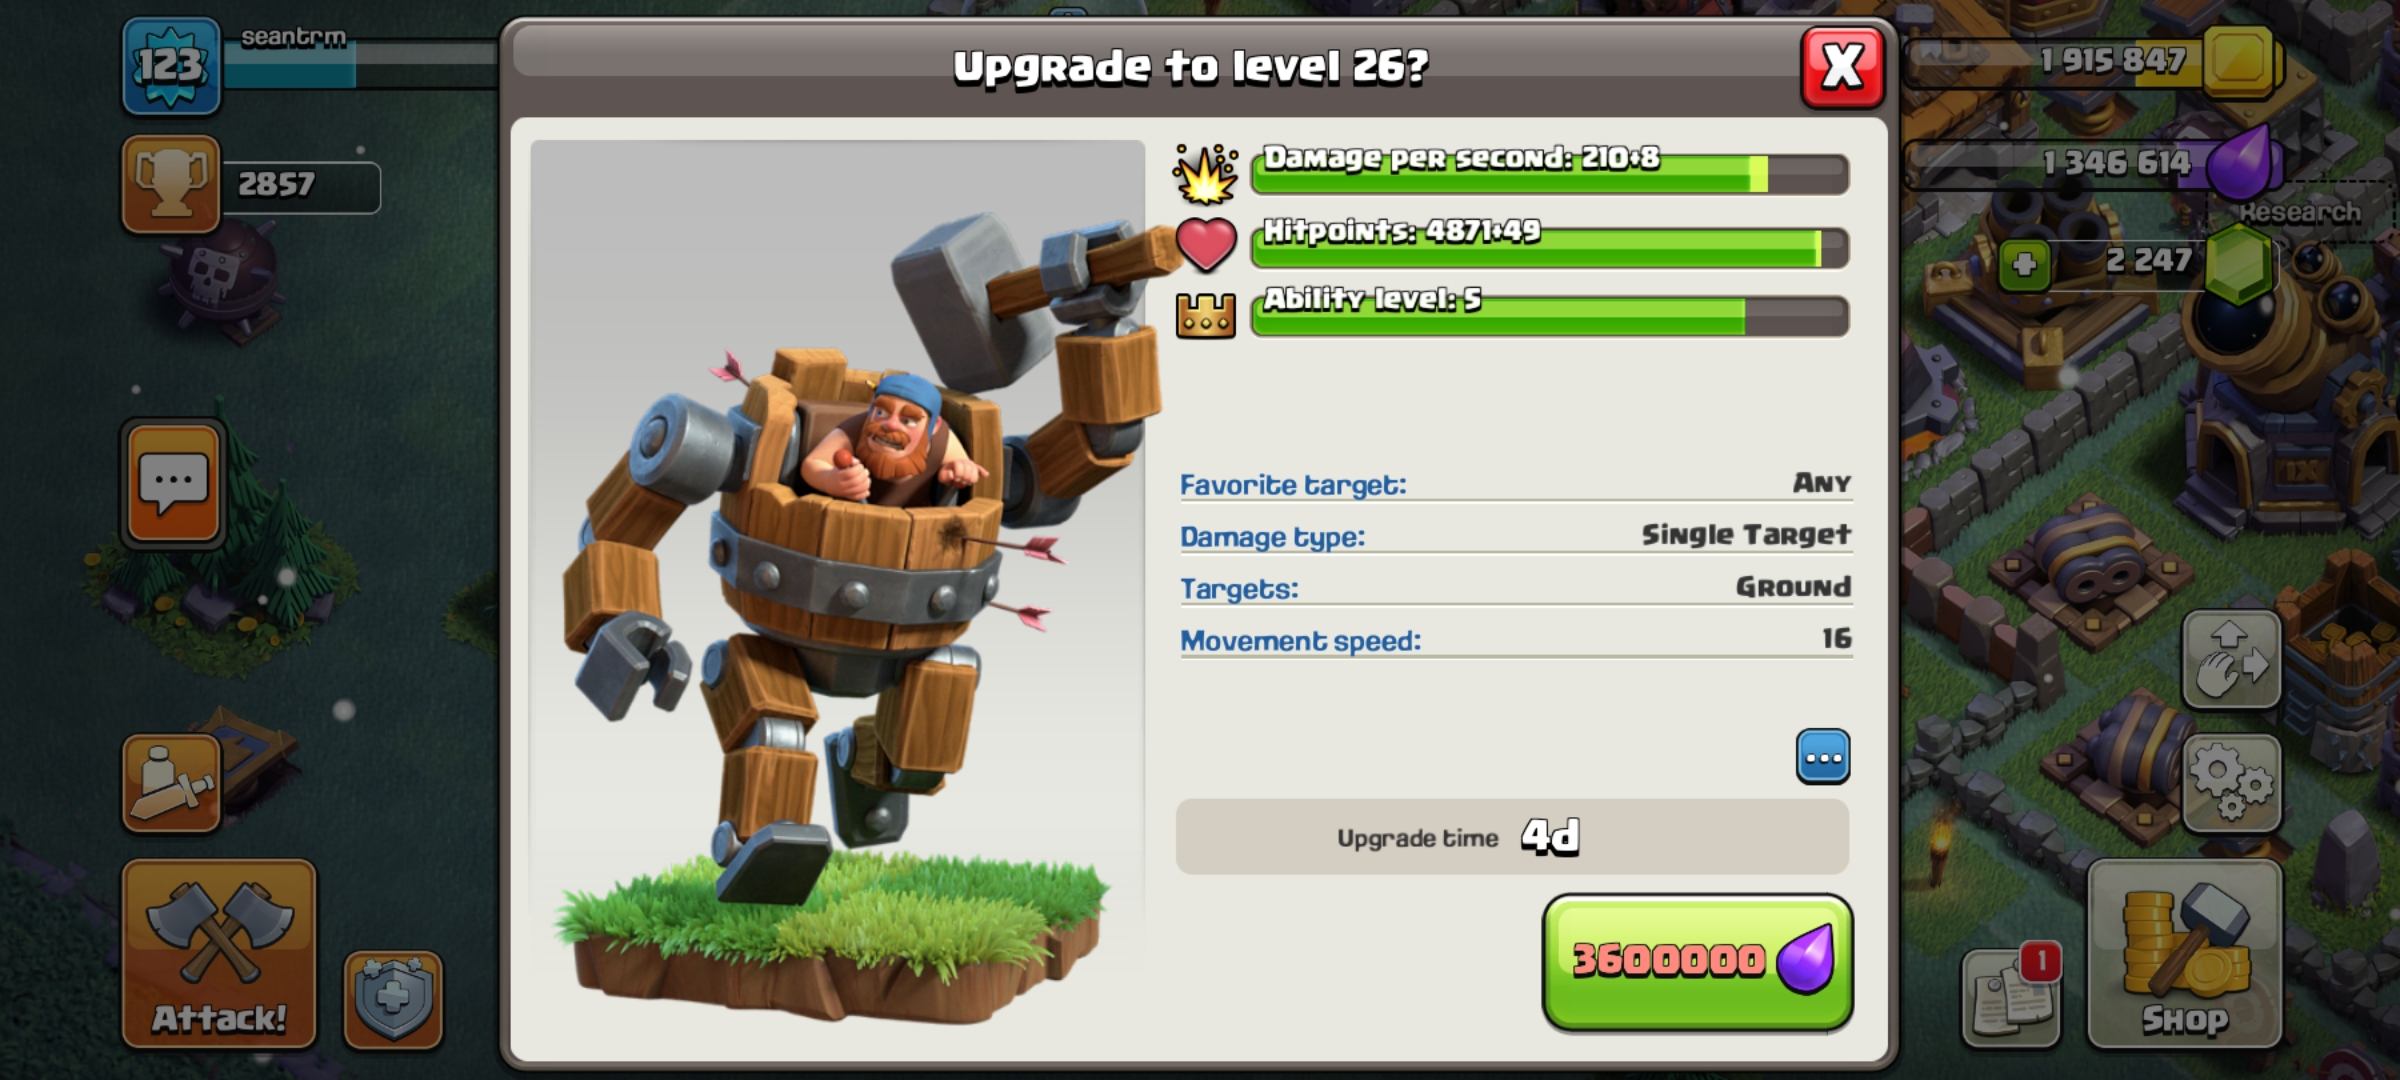 123
seantrm
2857
Attack!
Upgrade to level 26?
X
Damage per second: 210+8
Hitpoints: 4871+49
Ability level: 5
Favorite target: Any
Damage type: Single Target
Targets: Ground
Movement speed: 16
Upgrade time 4d
3600000
1 915 847
1 346 614
Research
2 247
IX
1
Shop